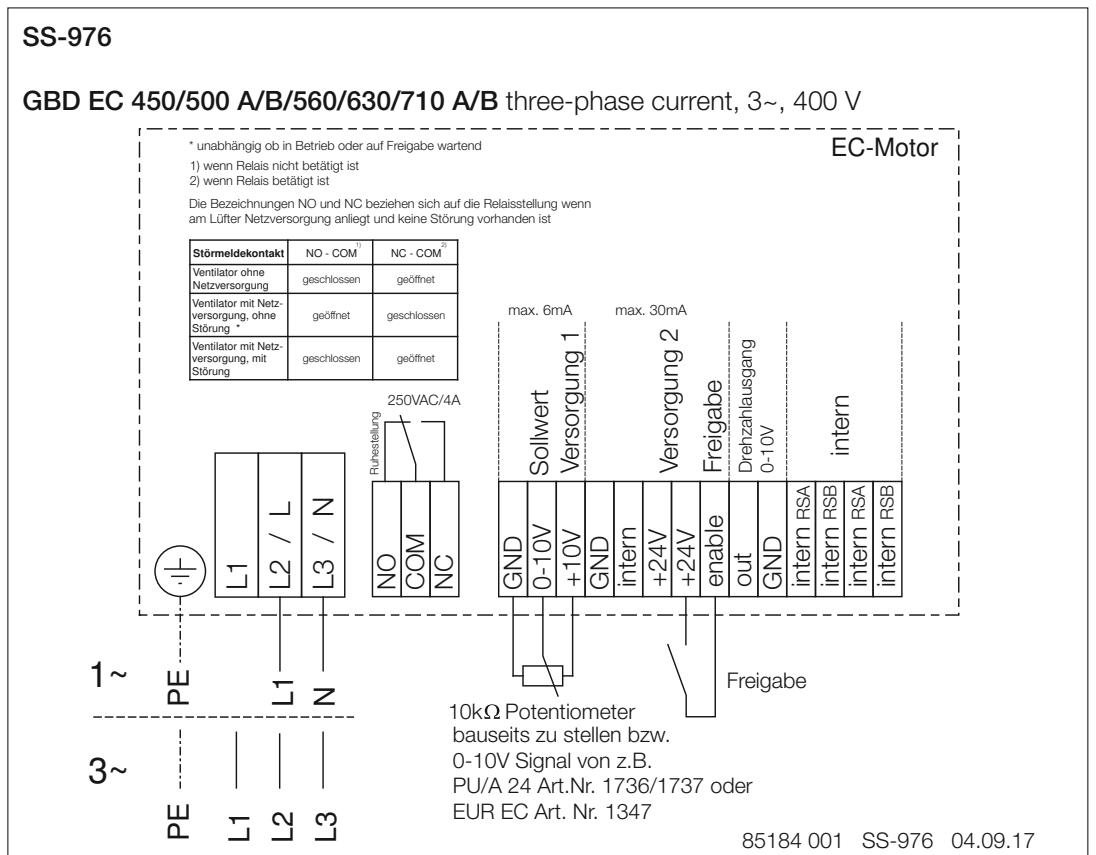 SS-976
GBD EC 450/500 A/B/560/630/710 A/B three-phase current, 3~, 400 V
EC-Motor
* unabhängig ob in Betrieb oder auf Freigabe wartend
1) wenn Relais nicht betätigt ist
2) wenn Relais betätigt ist
Die Bezeichnungen NO und NC beziehen sich auf die Relaisstellung wenn
am Lüfter Netzversorgung anliegt und keine Störung vorhanden ist
Störmeldekontakt NO - COM 1) NC - COM 2)
Ventilator ohne
Netzversorgung
geschlossen geöffnet
Ventilator mit Netz-
versorgung, ohne
Störung *
geöffnet geschlossen
Ventilator mit Netz-
versorgung, mit
Störung
geschlossen geöffnet
250VAC/4A
Ruhestellung
max. 6mA
max. 30mA
Sollwert
Versorgung 1
Versorgung 2
Freigabe
Drehzahlausgang
0-10V
intern
L1
L2 / L
L3 / N
NO
COM
NC
GND
0-10V
+10V
GND
intern
+24V
+24V
enable
out
GND
intern RSA
intern RSB
intern RSA
intern RSB
1~
PE
L1
N
3~
PE
L1
L2
L3
Freigabe
10kΩ Potentiometer
bauseits zu stellen bzw.
0-10V Signal von z.B.
PU/A 24 Art.Nr. 1736/1737 oder
EUR EC Art. Nr. 1347
85184 001 SS-976 04.09.17